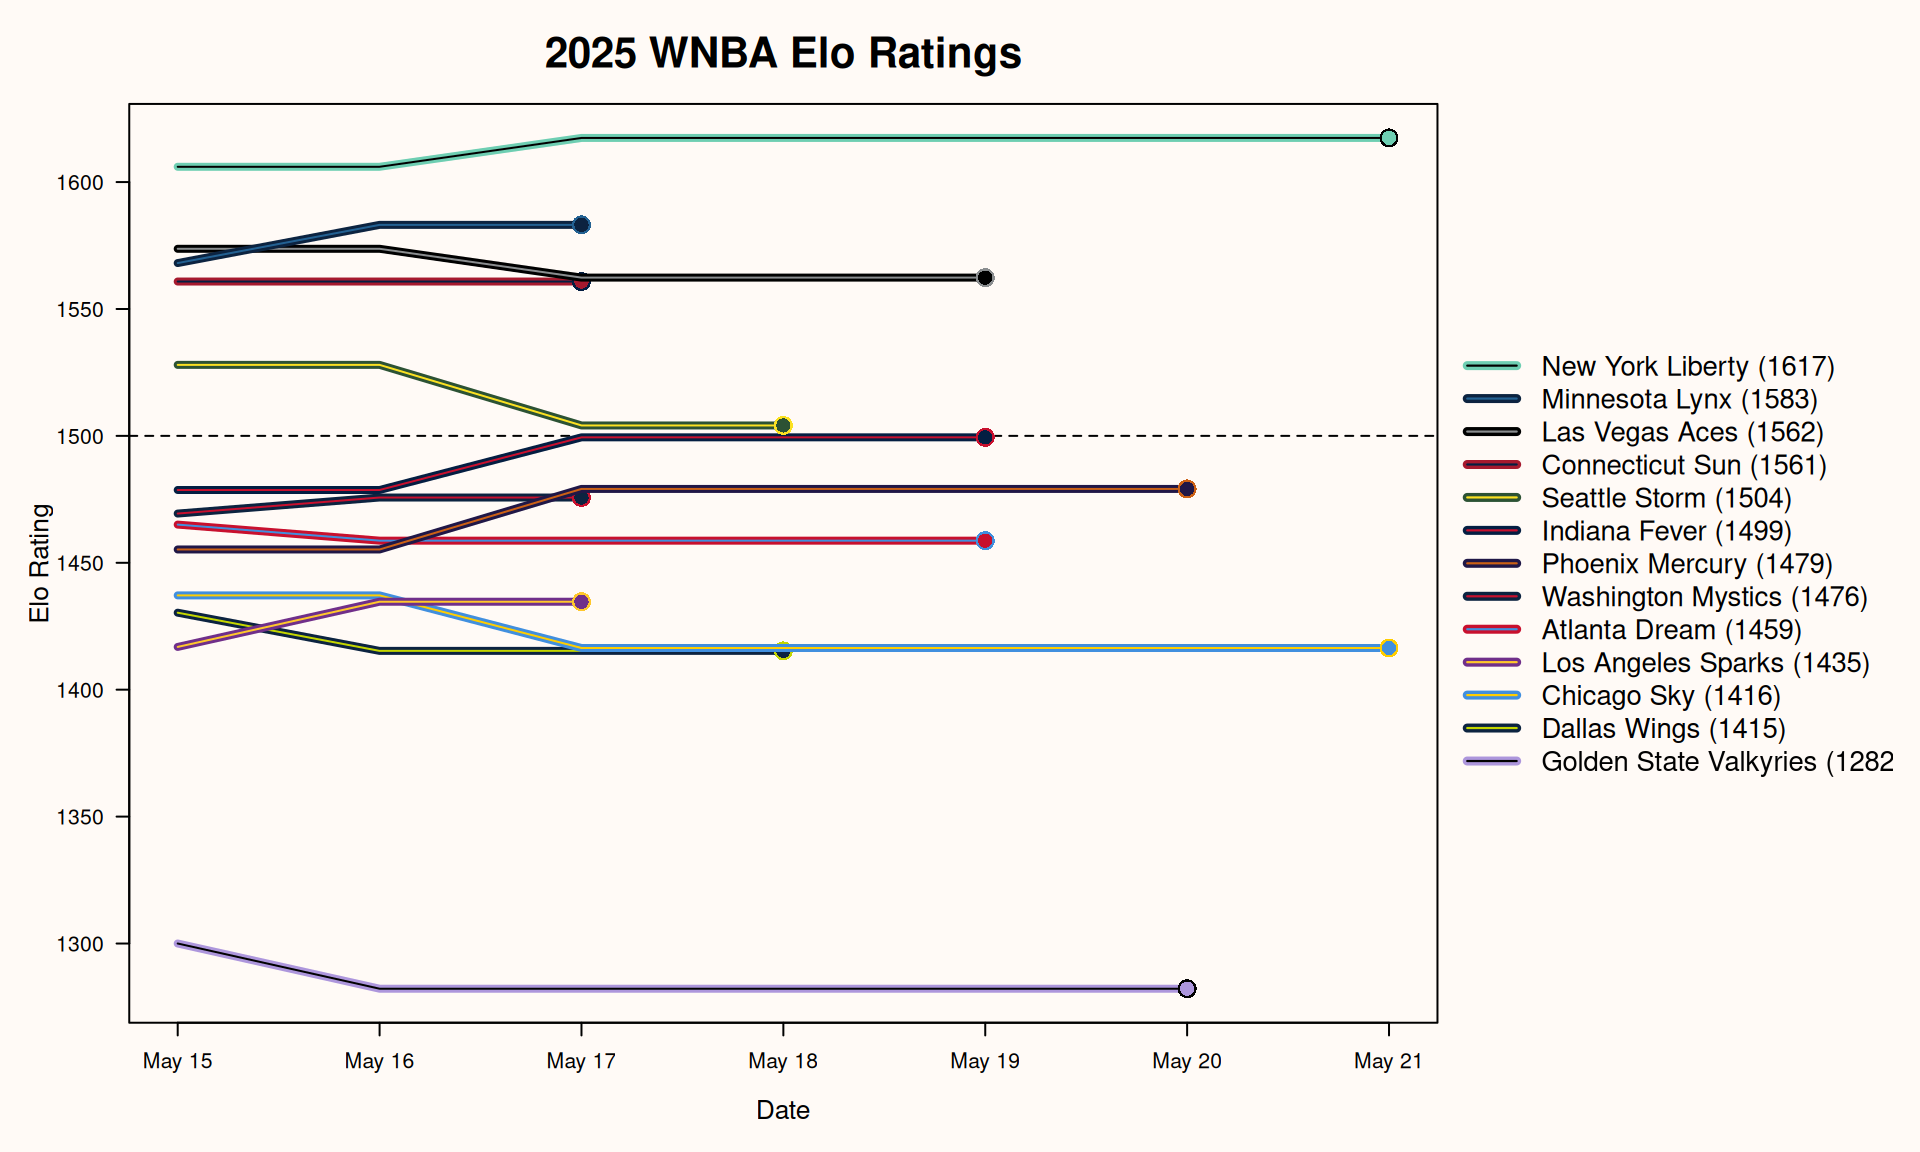 2025 WNBA Elo Ratings
Elo Rating
1600
1550
1500
1450
1400
1350
1300
May 15
May 16
May 17
May 18
May 19
May 20
May 21
Date
New York Liberty (1617)
Minnesota Lynx (1583)
Las Vegas Aces (1562)
Connecticut Sun (1561)
Seattle Storm (1504)
Indiana Fever (1499)
Phoenix Mercury (1479)
Washington Mystics (1476)
Atlanta Dream (1459)
Los Angeles Sparks (1435)
Chicago Sky (1416)
Dallas Wings (1415)
Golden State Valkyries (1282